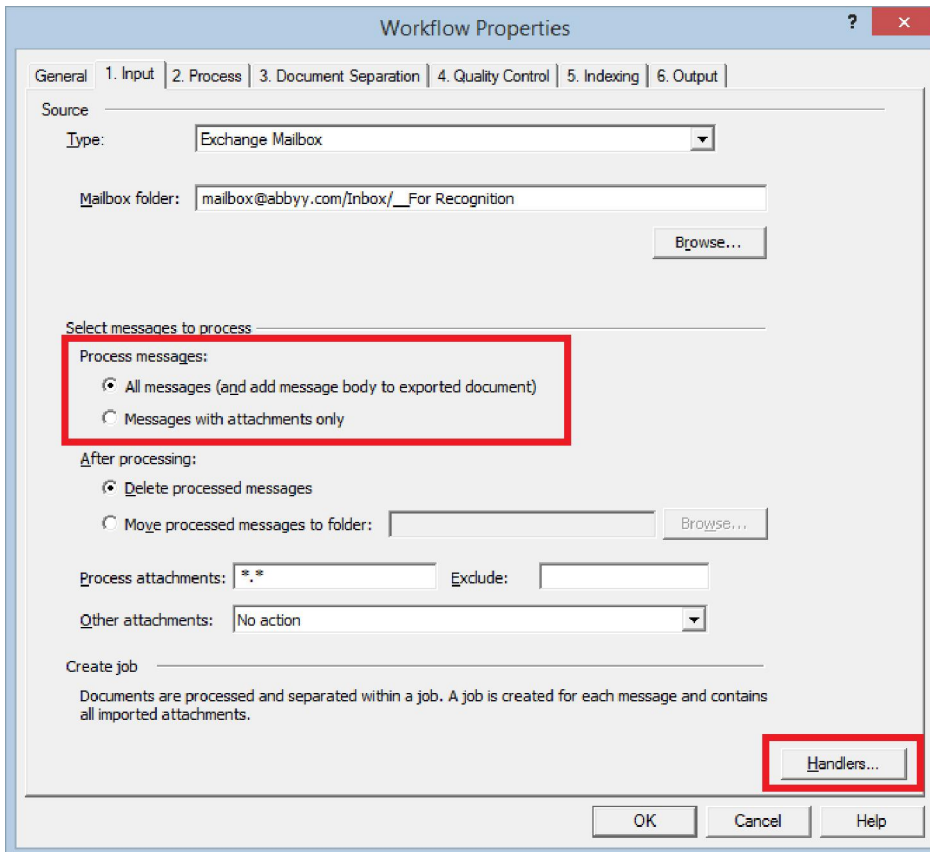 Workflow Properties
?
×
General 1. Input 2. Process 3. Document Separation 4. Quality Control 5. Indexing 6. Output
Source
Type: Exchange Mailbox
Mailbox folder: mailbox@abbyy.com/Inbox/__For Recognition
Browse...
Select messages to process
Process messages:
All messages (and add message body to exported document)
Messages with attachments only
After processing:
Delete processed messages
Move processed messages to folder: Browse...
Process attachments: *.* Exclude:
Other attachments: No action
Create job
Documents are processed and separated within a job. A job is created for each message and contains
all imported attachments.
Handlers...
OK Cancel Help